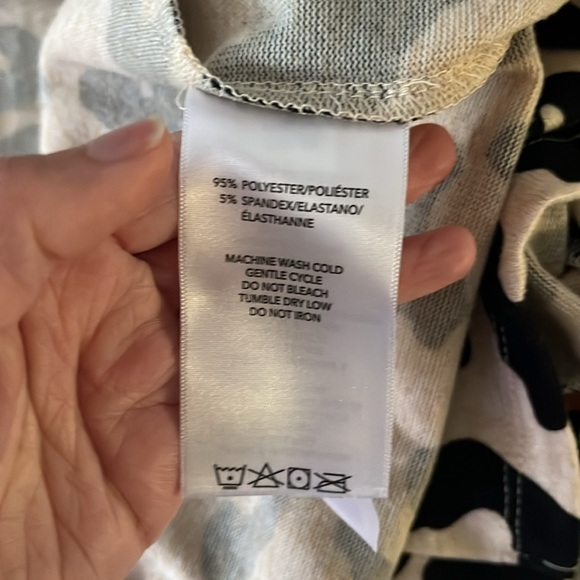 95% POLYESTER/POLIÉSTER
5% SPANDEX/ELASTANO/
ÉLASTHANNE
MACHINE WASH COLD
GENTLE CYCLE
DO NOT BLEACH
TUMBLE DRY LOW
DO NOT IRON